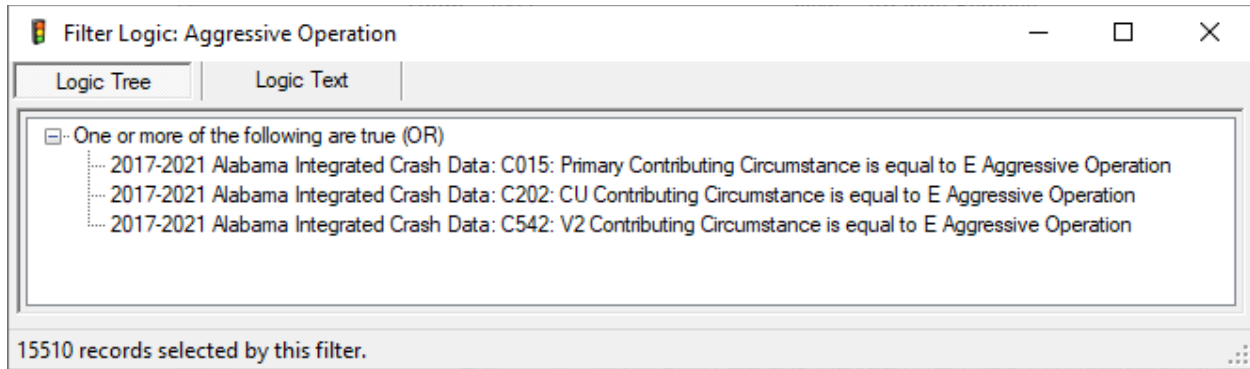 Filter Logic: Aggressive Operation
Logic Tree Logic Text
One or more of the following are true (OR)
2017-2021 Alabama Integrated Crash Data: C015: Primary Contributing Circumstance is equal to E Aggressive Operation
2017-2021 Alabama Integrated Crash Data: C202: CU Contributing Circumstance is equal to E Aggressive Operation
2017-2021 Alabama Integrated Crash Data: C542: V2 Contributing Circumstance is equal to E Aggressive Operation
15510 records selected by this filter.